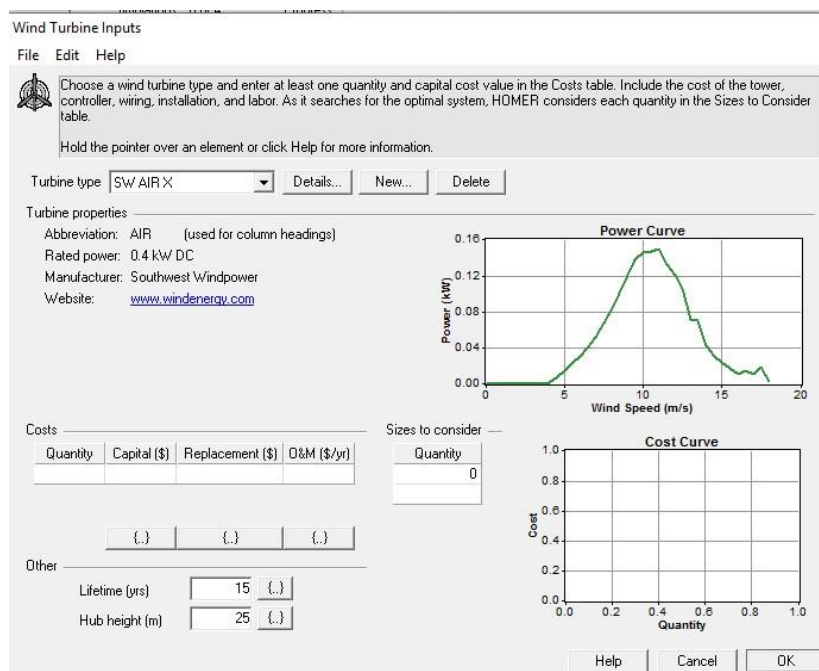 Wind Turbine Inputs
File Edit Help
Choose a wind turbine type and enter at least one quantity and capital cost value in the Costs table. Include the cost of the tower,
controller, wiring, installation, and labor. As it searches for the optimal system, HOMER considers each quantity in the Sizes to Consider
table.
Hold the pointer over an element or click Help for more information.
Turbine type SW AIR X Details... New... Delete
Turbine properties
Abbreviation: AIR (used for column headings)
Rated power: 0.4 kW DC
Manufacturer: Southwest Windpower
Website: www.windenergy.com
Power Curve
Power (kW)
0.16
0.12
0.08
0.04
0.00
0 5 10 15 20
Wind Speed (m/s)
Costs
Quantity Capital ($) Replacement ($) O&M ($/yr)
{..} {..} {..}
Sizes to consider
Quantity
0
Cost Curve
Cost
1.0
0.8
0.6
0.4
0.2
0.0
0.0 0.2 0.4 0.6 0.8 1.0
Quantity
Other
Lifetime (yrs) 15 {..}
Hub height (m) 25 {..}
Help Cancel OK